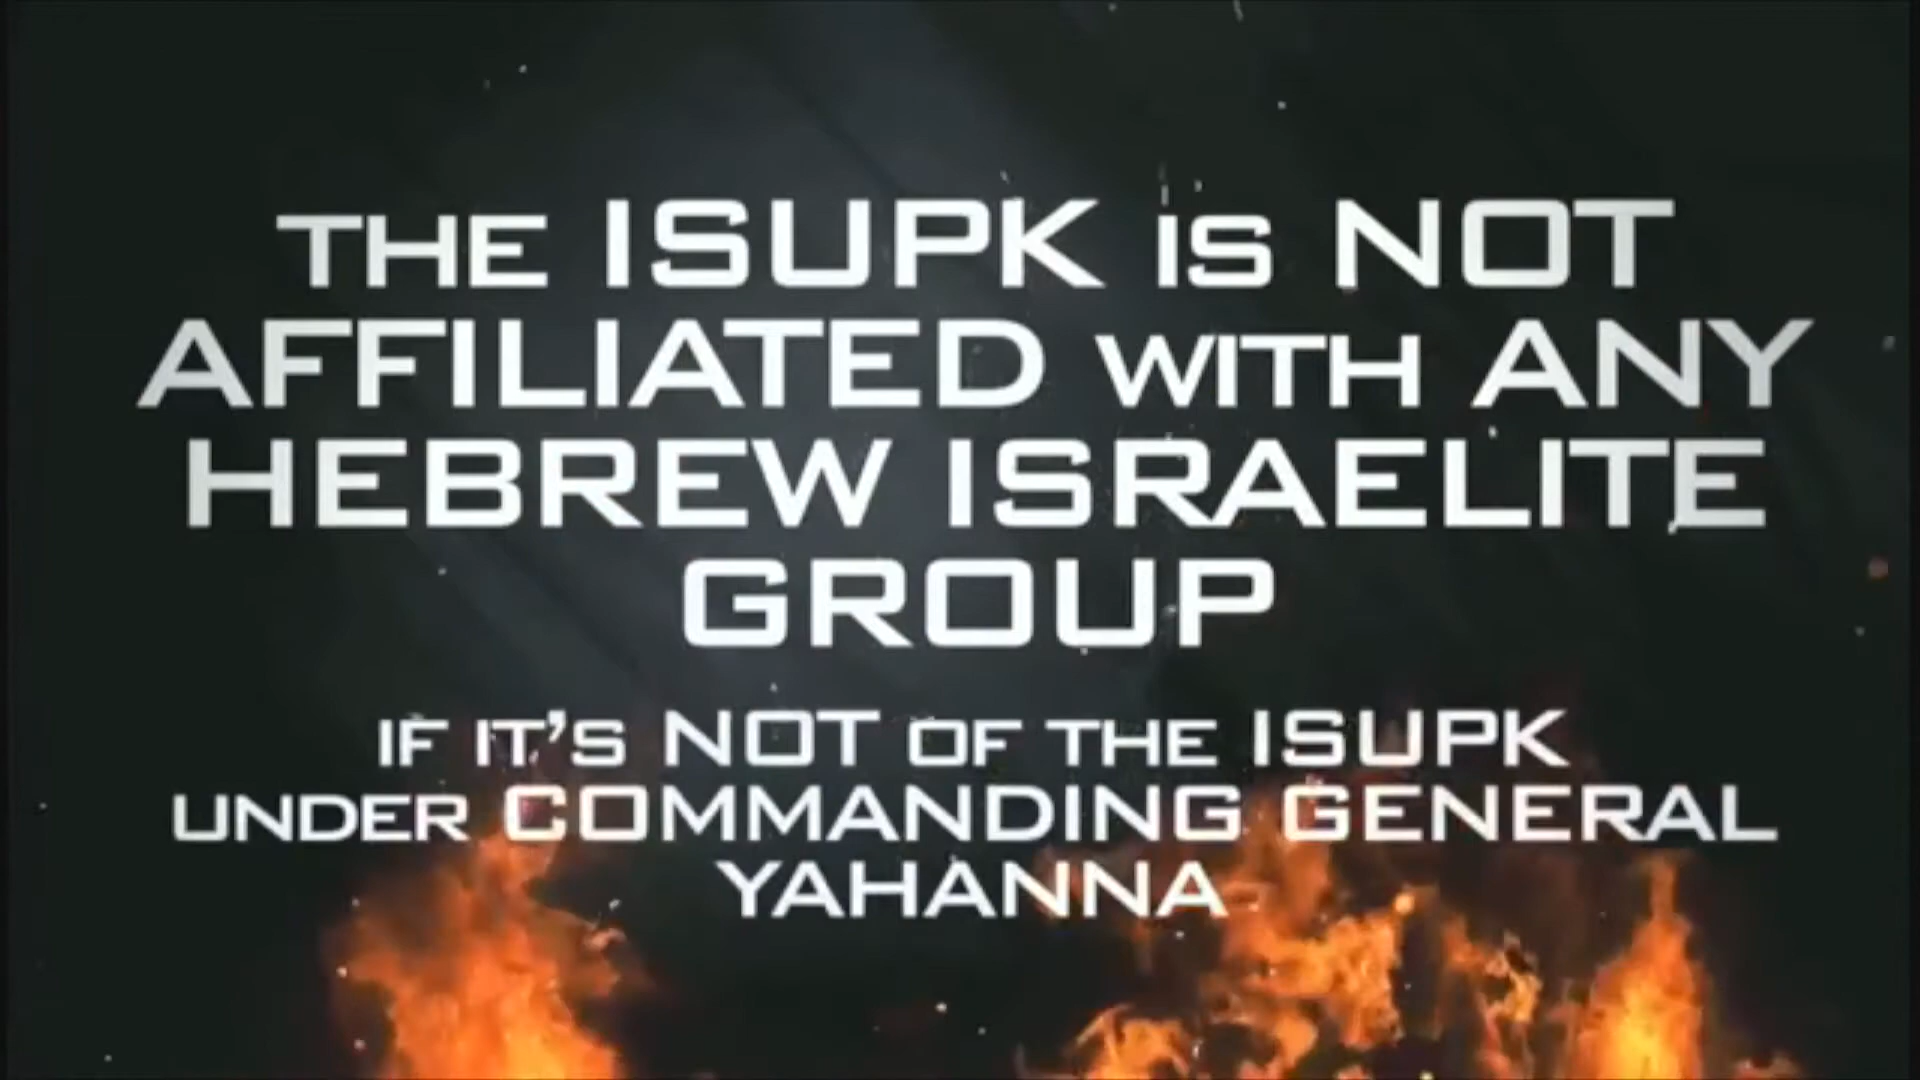 THE ISUPK IS NOT
AFFILIATED WITH ANY
HEBREW ISRAELITE
GROUP
IF IT'S NOT OF THE ISUPK
UNDER COMMANDING GENERAL
YAHANNA